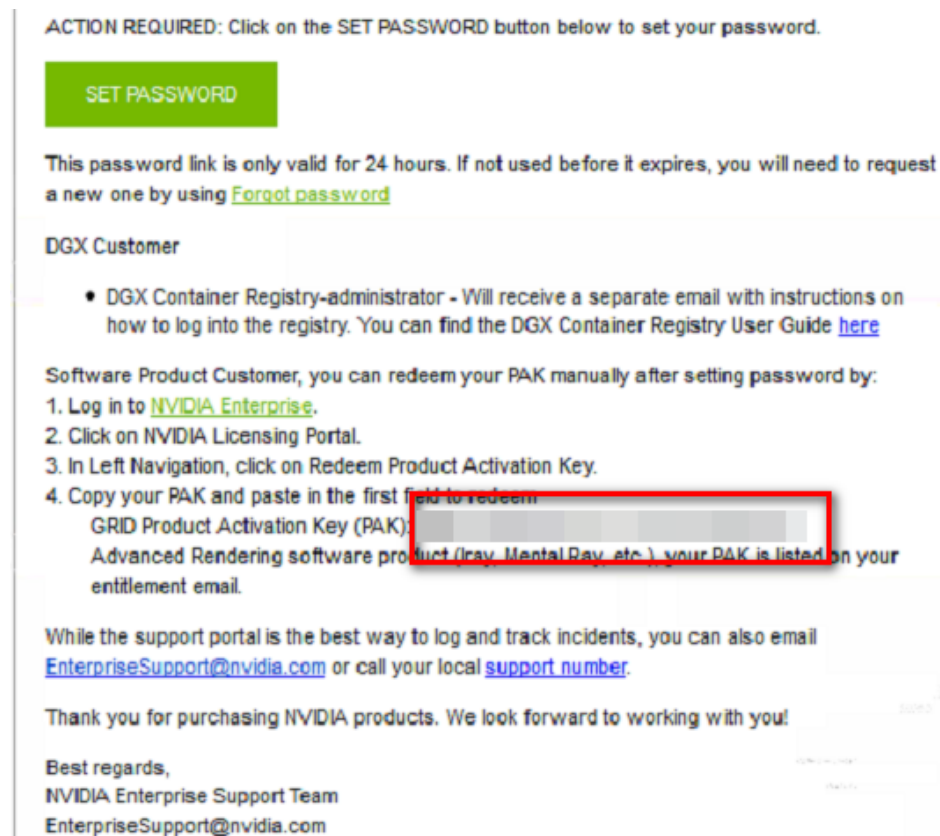 ACTION REQUIRED: Click on the SET PASSWORD button below to set your password.
SET PASSWORD
This password link is only valid for 24 hours. If not used before it expires, you will need to request
a new one by using Forgot password
DGX Customer
• DGX Container Registry-administrator - Will receive a separate email with instructions on
how to log into the registry. You can find the DGX Container Registry User Guide here
Software Product Customer, you can redeem your PAK manually after setting password by:
1. Log in to NVIDIA Enterprise.
2. Click on NVIDIA Licensing Portal.
3. In Left Navigation, click on Redeem Product Activation Key.
4. Copy your PAK and paste in the first field to redeem
GRID Product Activation Key (PAK):
Advanced Rendering software product (Iray, Mental Ray, etc.), your PAK is listed on your
entitlement email.
While the support portal is the best way to log and track incidents, you can also email
EnterpriseSupport@nvidia.com or call your local support number.
Thank you for purchasing NVIDIA products. We look forward to working with you!
Best regards,
NVIDIA Enterprise Support Team
EnterpriseSupport@nvidia.com